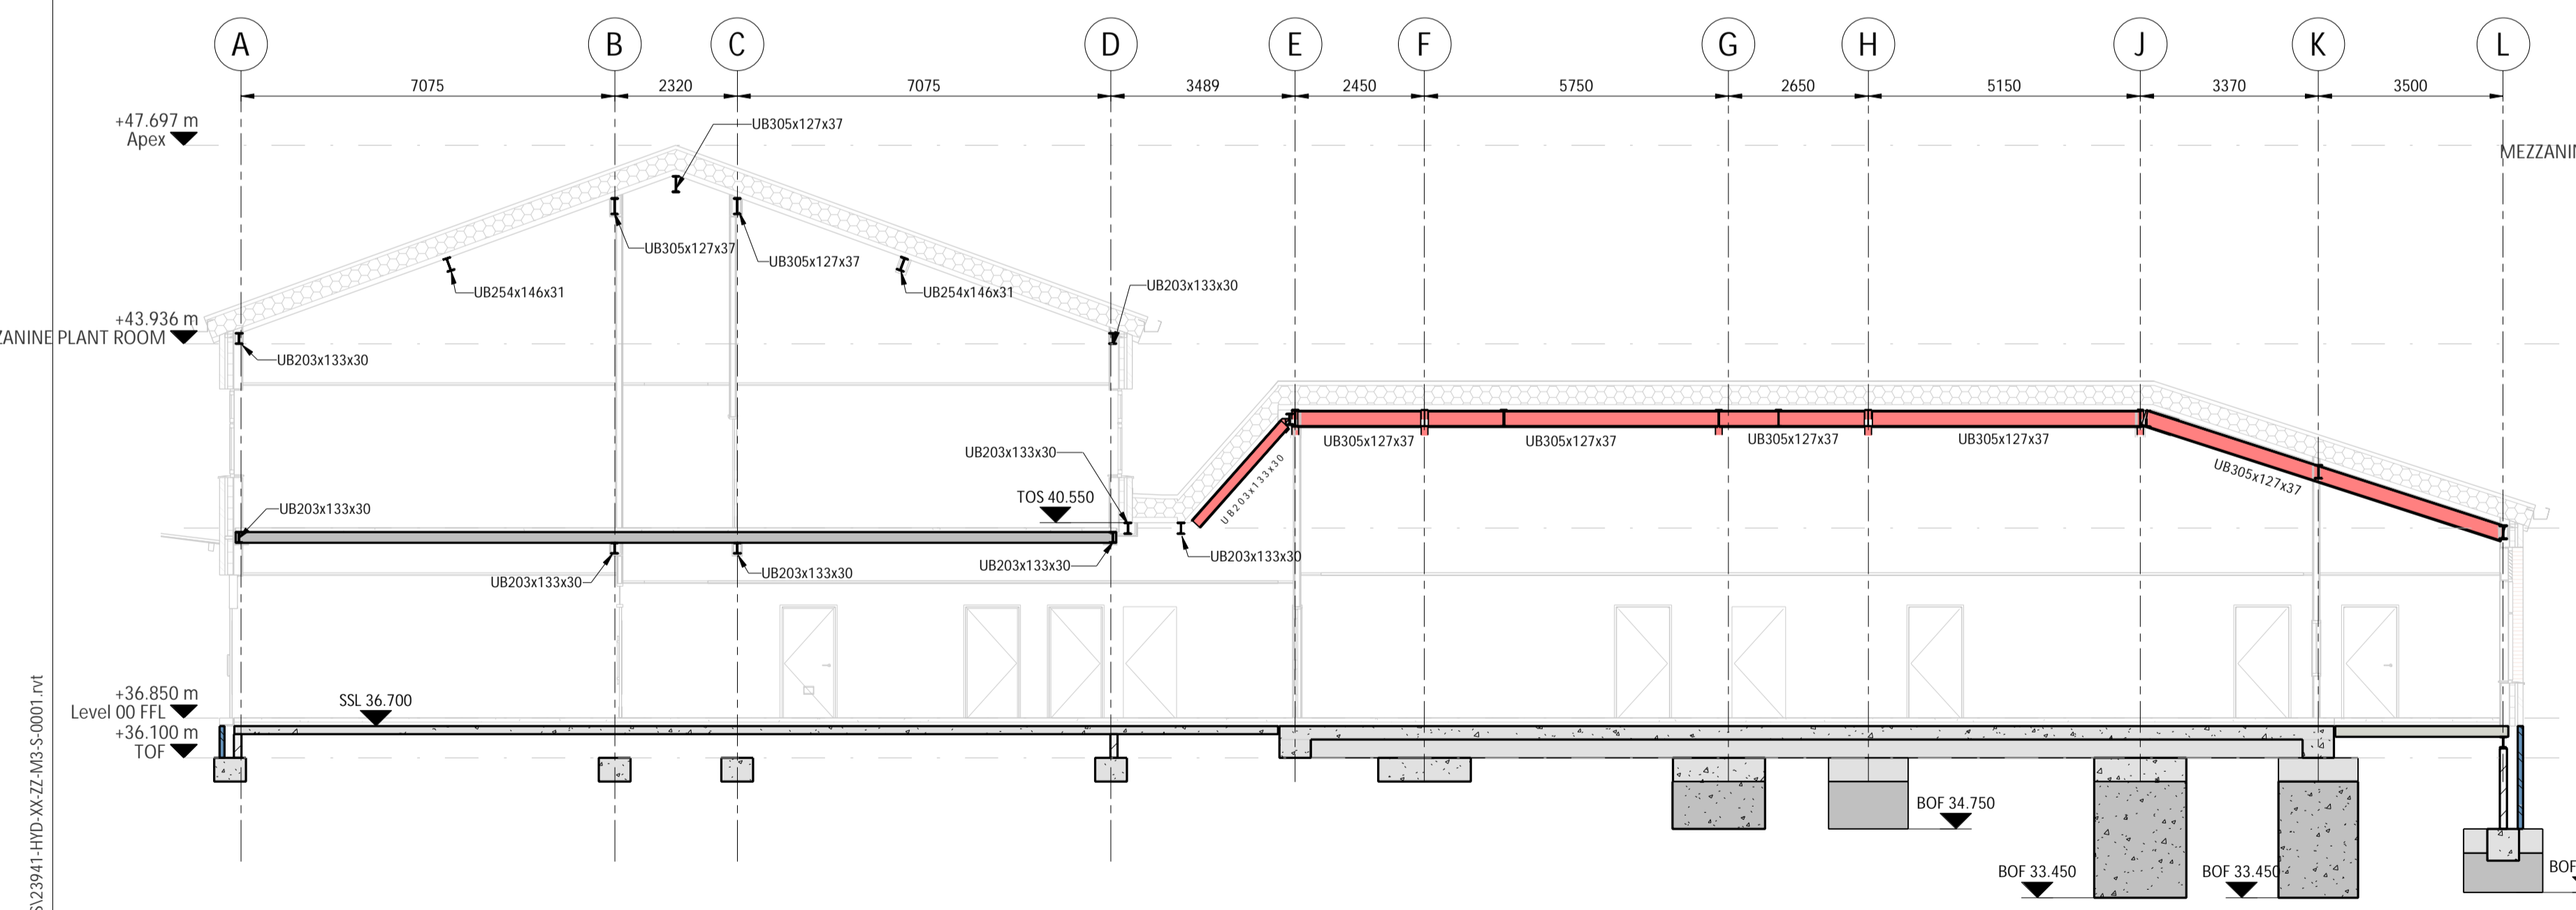 A B C D E F G H J K L
7075 2320 7075 3489 2450 5750 2650 5150 3370 3500
+47.697 m
Apex
UB305x127x37
MEZZANIN
UB305x127x37
UB305x127x37
UB254x146x31
UB254x146x31
UB203x133x30
+43.936 m
ZANINE PLANT ROOM
UB203x133x30
UB305x127x37
UB305x127x37
UB305x127x37
UB305x127x37
UB203x133x30
UB203x133x30
UB305x127x37
TOS 40.550
UB203x133x30
UB203x133x30
UB203x133x30
UB203x133x30
UB203x133x30
+36.850 m
Level 00 FFL
SSL 36.700
+36.100 m
TOF
BOF 34.750
BOF 33.450
BOF 33.450
BOF
S\23941-HYD-XX-ZZ-M3-S-0001.rvt